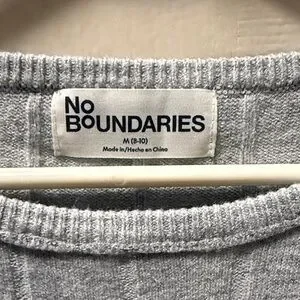 No
BOUNDARIES
M (8-10)
Made in/Hecho en China